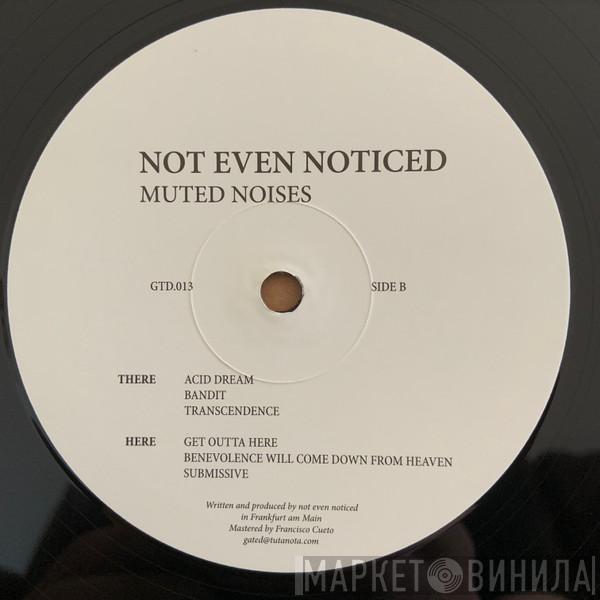 NOT EVEN NOTICED
MUTED NOISES
GTD.013 SIDE B
THERE ACID DREAM
BANDIT
TRANSCENDENCE
HERE GET OUTTA HERE
BENEVOLENCE WILL COME DOWN FROM HEAVEN
SUBMISSIVE
Written and produced by not even noticed
in Frankfurt am Main
Mastered by Francisco Cueto
gated@tutanota.com
МАРКЕТ ВИНИЛА